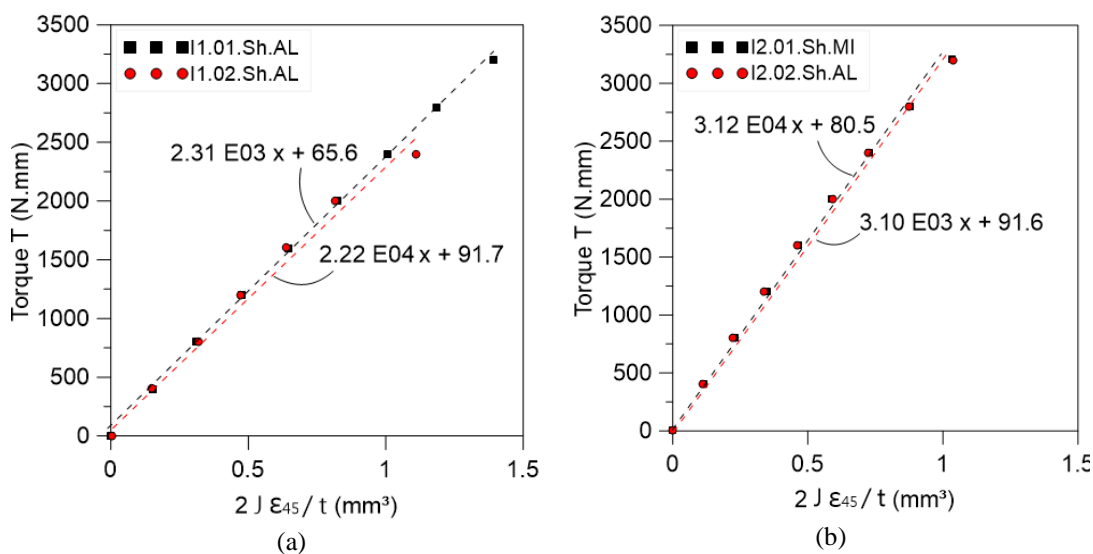 3500
3000
2500
2000
1500
1000
500
0
Torque T (N.mm)
I1.01.Sh.AL
I1.02.Sh.AL
2.31 E03 x + 65.6
2.22 E04 x + 91.7
0 0.5 1 1.5
2 J ε45 / t (mm³)
(a)
3500
3000
2500
2000
1500
1000
500
0
Torque T (N.mm)
I2.01.Sh.MI
I2.02.Sh.AL
3.12 E04 x + 80.5
3.10 E03 x + 91.6
0 0.5 1 1.5
2 J ε45 / t (mm³)
(b)